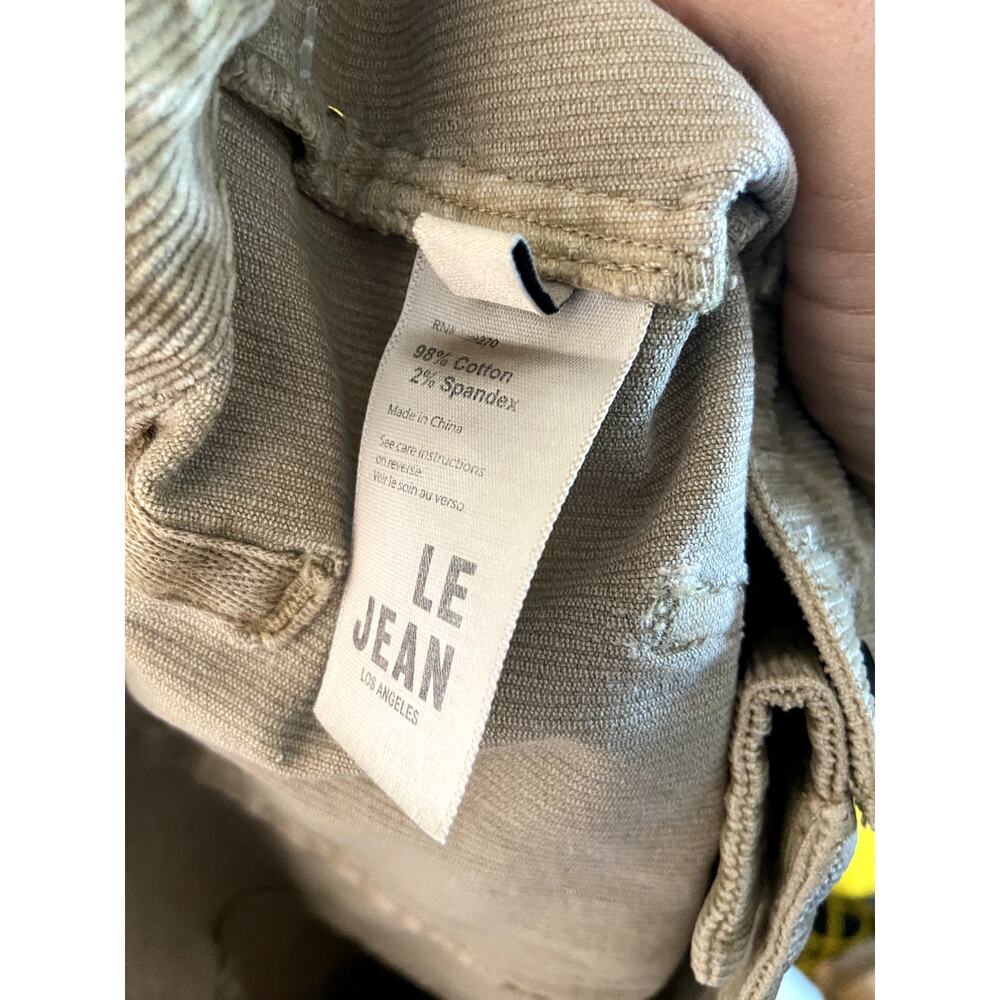 98% Cotton
2% Spandex
Made in China
See care instructions
on reverse
Voir le soin au verso
LE
JEAN
LOS ANGELES